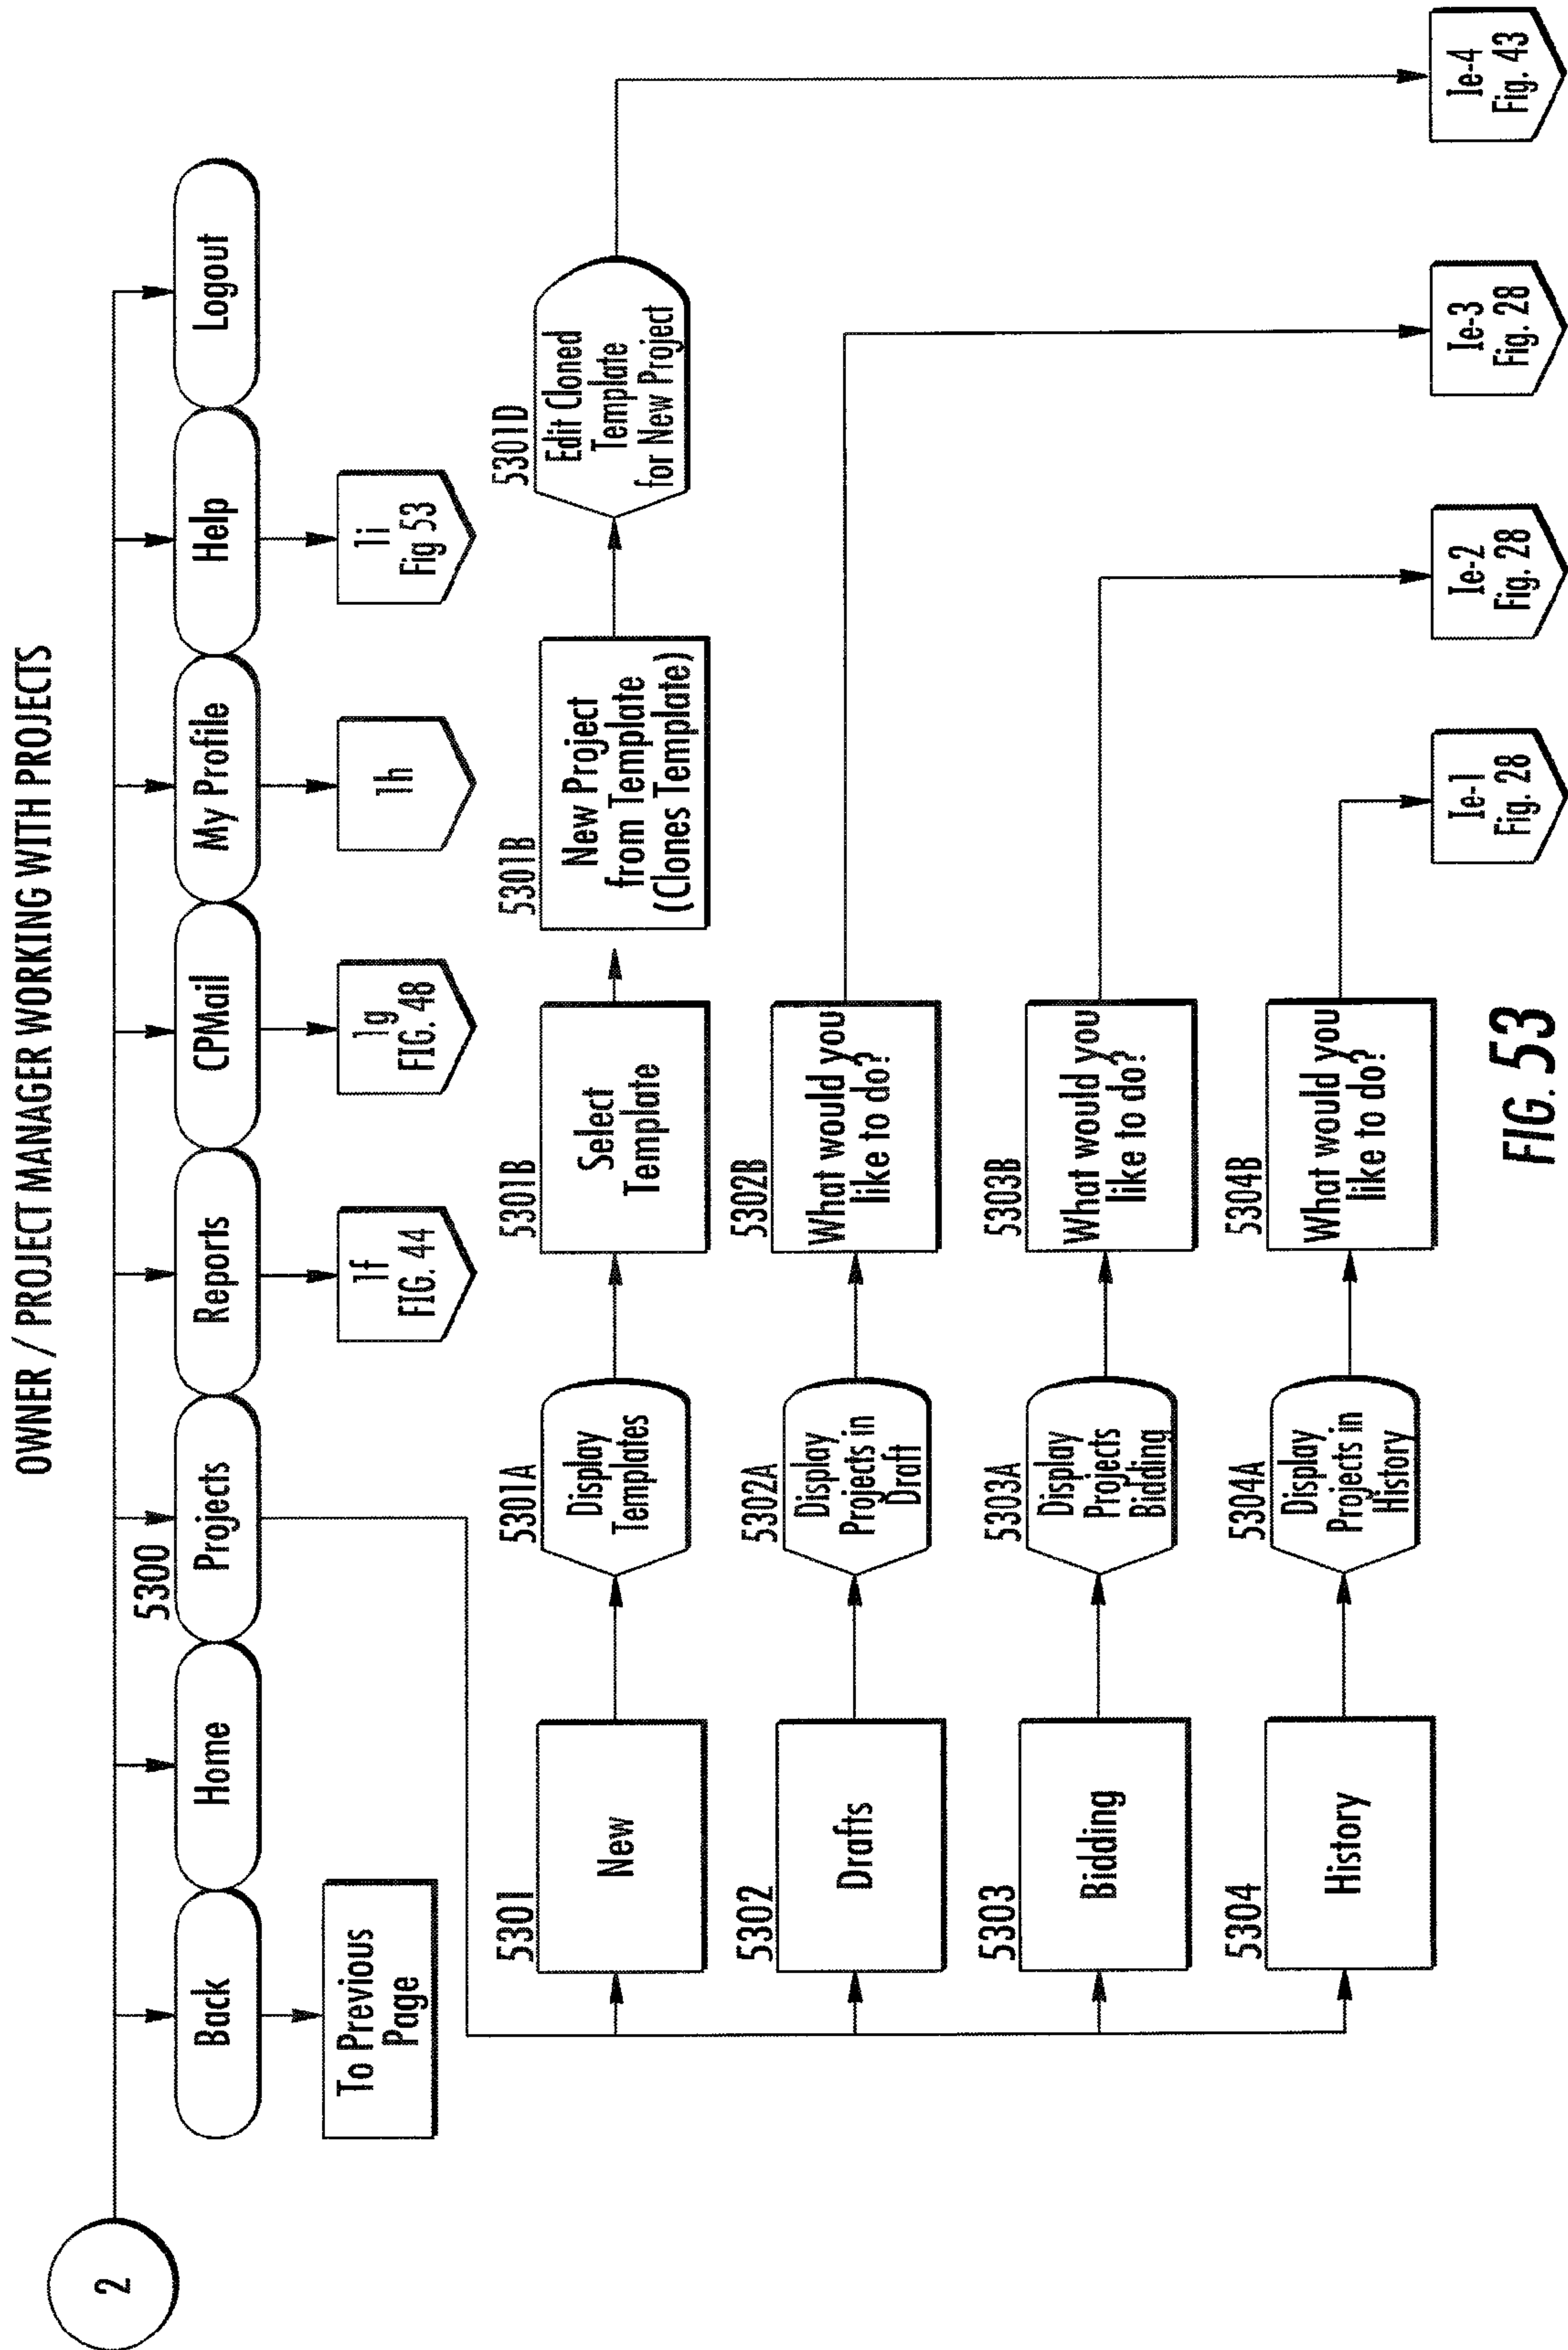 OWNER / PROJECT MANAGER WORKING WITH PROJECTS
2
5300
Back
Home
Projects
Reports
CPMail
My Profile
Help
Logout
To Previous
Page
1f
FIG. 44
1g
FIG. 48
1h
1i
Fig 53
5301
New
5301A
Display
Templates
5301B
Select
Template
5301B
New Project
from Template
(Clones Template)
5301D
Edit Cloned
Template
for New Project
5302
Drafts
5302A
Display
Projects in
Draft
5302B
What would you
like to do?
5303
Bidding
5303A
Display
Projects
Bidding
5303B
What would you
like to do?
5304
History
5304A
Display
Projects in
History
5304B
What would you
like to do?
Ie-1
Fig. 28
Ie-2
Fig. 28
Ie-3
Fig. 28
Ie-4
Fig. 43
FIG. 53